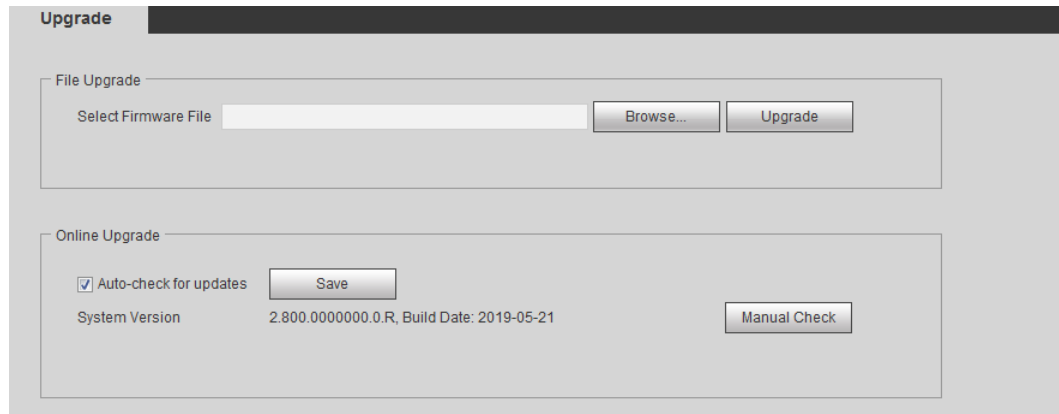 Upgrade
File Upgrade
Select Firmware File Browse... Upgrade
Online Upgrade
Auto-check for updates Save
System Version 2.800.0000000.0.R, Build Date: 2019-05-21 Manual Check